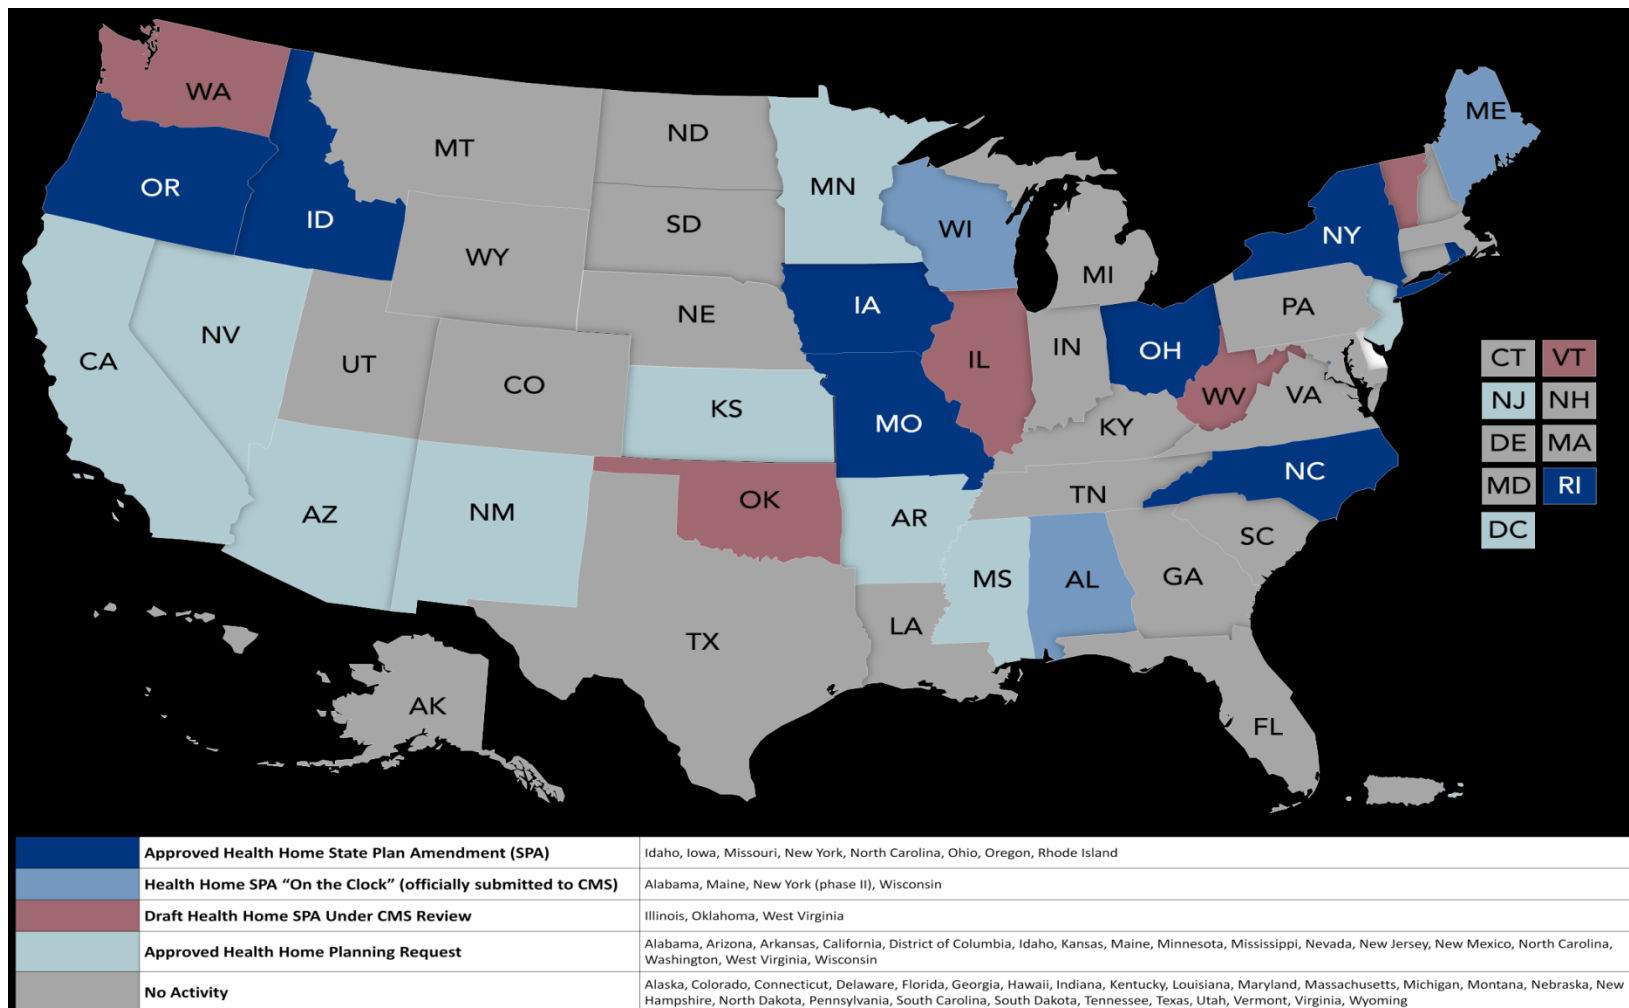 WA
MT
ND
MN
ME
OR
ID
SD
WI
NY
WY
MI
IA
NE
PA
NV
IL
IN
OH
CA
UT
CO
CT VT
WV
VA
KS
NJ NH
MO
KY
DE MA
NC
OK
TN
MD RI
AZ
NM
AR
SC
DC
MS
AL
GA
LA
TX
AK
FL
Approved Health Home State Plan Amendment (SPA)
Idaho, Iowa, Missouri, New York, North Carolina, Ohio, Oregon, Rhode Island
Health Home SPA “On the Clock” (officially submitted to CMS)
Alabama, Maine, New York (phase II), Wisconsin
Draft Health Home SPA Under CMS Review
Illinois, Oklahoma, West Virginia
Approved Health Home Planning Request
Alabama, Arizona, Arkansas, California, District of Columbia, Idaho, Kansas, Maine, Minnesota, Mississippi, Nevada, New Jersey, New Mexico, North Carolina,
Washington, West Virginia, Wisconsin
No Activity
Alaska, Colorado, Connecticut, Delaware, Florida, Georgia, Hawaii, Indiana, Kentucky, Louisiana, Maryland, Massachusetts, Michigan, Montana, Nebraska, New
Hampshire, North Dakota, Pennsylvania, South Carolina, South Dakota, Tennessee, Texas, Utah, Vermont, Virginia, Wyoming